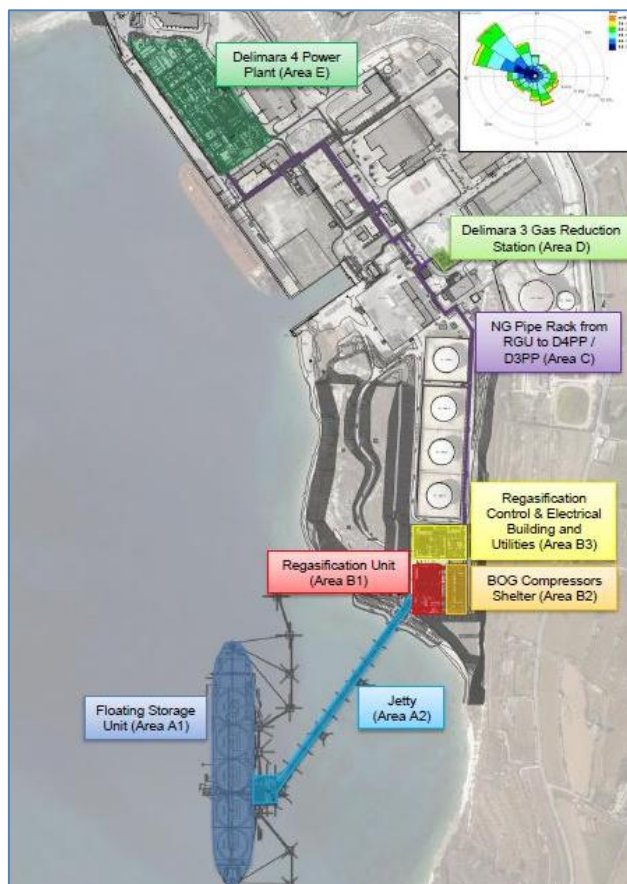 Delimara 4 Power
Plant (Area E)
Delimara 3 Gas Reduction
Station (Area D)
NG Pipe Rack from
RGU to D4PP /
D3PP (Area C)
Regasification
Control & Electrical
Building and
Utilities (Area B3)
Regasification Unit
(Area B1)
BOG Compressors
Shelter (Area B2)
Floating Storage
Unit (Area A1)
Jetty
(Area A2)